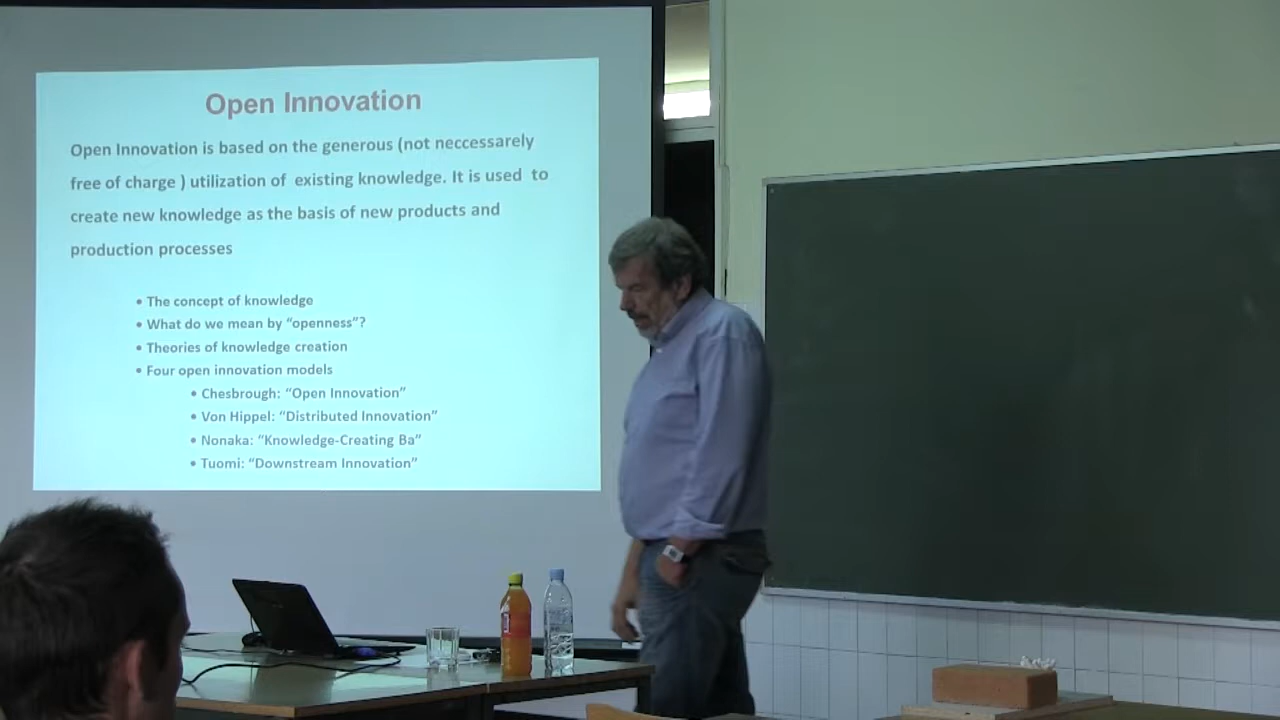 Open Innovation
Open Innovation is based on the generous (not neccessarely
free of charge ) utilization of existing knowledge. It is used to
create new knowledge as the basis of new products and
production processes
• The concept of knowledge
• What do we mean by “openness”?
• Theories of knowledge creation
• Four open innovation models
• Chesbrough: “Open Innovation”
• Von Hippel: “Distributed Innovation”
• Nonaka: “Knowledge-Creating Ba”
• Tuomi: “Downstream Innovation”